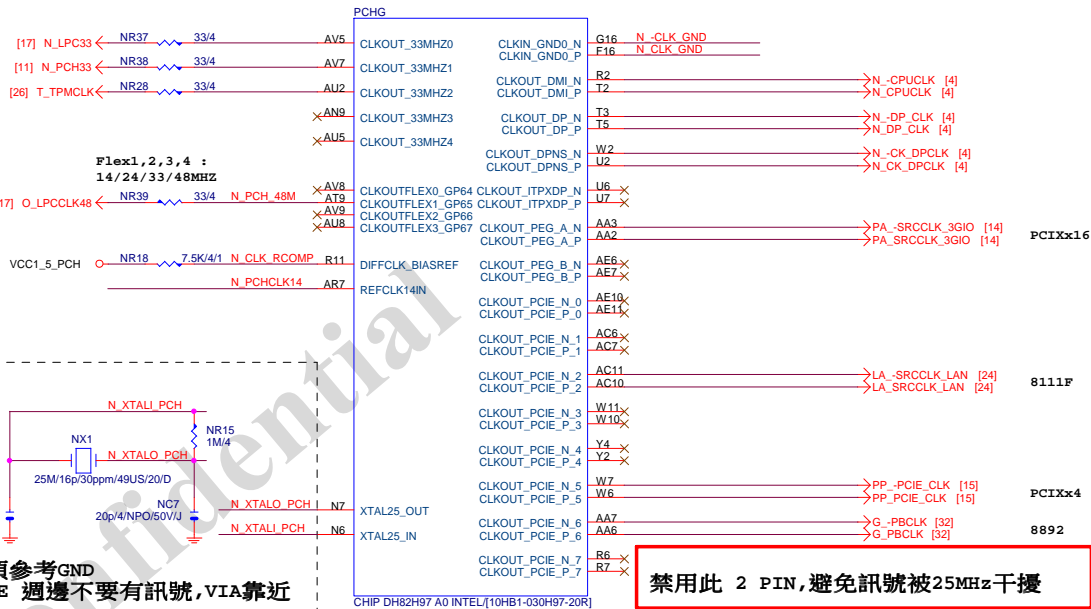 PCHG
[17] N_LPC33 NR37 33/4 AV5 CLKOUT_33MHZ0
[11] N_PCH33 NR38 33/4 AV7 CLKOUT_33MHZ1
[26] T_TPMCLK NR28 33/4 AU2 CLKOUT_33MHZ2
AN9 CLKOUT_33MHZ3
AU5 CLKOUT_33MHZ4
Flex1,2,3,4 :
14/24/33/48MHZ
AV8 CLKOUTFLEX0_GP64
17] O_LPCCLK48 NR39 33/4 N_PCH_48M AT9 CLKOUTFLEX1_GP65
AV9 CLKOUTFLEX2_GP66
AU8 CLKOUTFLEX3_GP67
VCC1_5_PCH NR18 7.5K/4/1 N_CLK_RCOMP R11 DIFFCLK_BIASREF
N_PCHCLK14 AR7 REFCLK14IN
N_XTALI_PCH
NR15
1M/4
NX1
N_XTALO_PCH
25M/16p/30ppm/49US/20/D
NC7
20p/4/NPO/50V/J
N_XTALO_PCH N7 XTAL25_OUT
N_XTALI_PCH N6 XTAL25_IN
CLKIN_GND0_N G16 N_-CLK_GND
CLKIN_GND0_P F16 N_CLK_GND
CLKOUT_DMI_N R2 N_-CPUCLK [4]
CLKOUT_DMI_P T2 N_CPUCLK [4]
CLKOUT_DP_N T3 N_-DP_CLK [4]
CLKOUT_DP_P T5 N_DP_CLK [4]
CLKOUT_DPNS_N W2 N_-CK_DPCLK [4]
CLKOUT_DPNS_P U2 N_CK_DPCLK [4]
CLKOUT_ITPXDP_N U6
CLKOUT_ITPXDP_P U7
CLKOUT_PEG_A_N AA3 PA_-SRCCLK_3GIO [14]
CLKOUT_PEG_A_P AA2 PA_SRCCLK_3GIO [14]
PCIXx16
CLKOUT_PEG_B_N AE6
CLKOUT_PEG_B_P AE7
CLKOUT_PCIE_N_0 AE10
CLKOUT_PCIE_P_0 AE11
CLKOUT_PCIE_N_1 AC6
CLKOUT_PCIE_P_1 AC7
CLKOUT_PCIE_N_2 AC11 LA_-SRCCLK_LAN [24]
CLKOUT_PCIE_P_2 AC10 LA_SRCCLK_LAN [24]
8111F
CLKOUT_PCIE_N_3 W11
CLKOUT_PCIE_P_3 W10
CLKOUT_PCIE_N_4 Y4
CLKOUT_PCIE_P_4 Y2
CLKOUT_PCIE_N_5 W7 PP_-PCIE_CLK [15]
CLKOUT_PCIE_P_5 W6 PP_PCIE_CLK [15]
PCIXx4
CLKOUT_PCIE_N_6 AA7 G_-PBCLK [32]
CLKOUT_PCIE_P_6 AA6 G_PBCLK [32]
8892
CLKOUT_PCIE_N_7 R6
CLKOUT_PCIE_P_7 R7
禁用此 2 PIN,避免訊號被25MHz干擾
參考GND
週邊不要有訊號,VIA靠近
CHIP DH82H97 A0 INTEL/[10HB1-030H97-20R]
onfidential